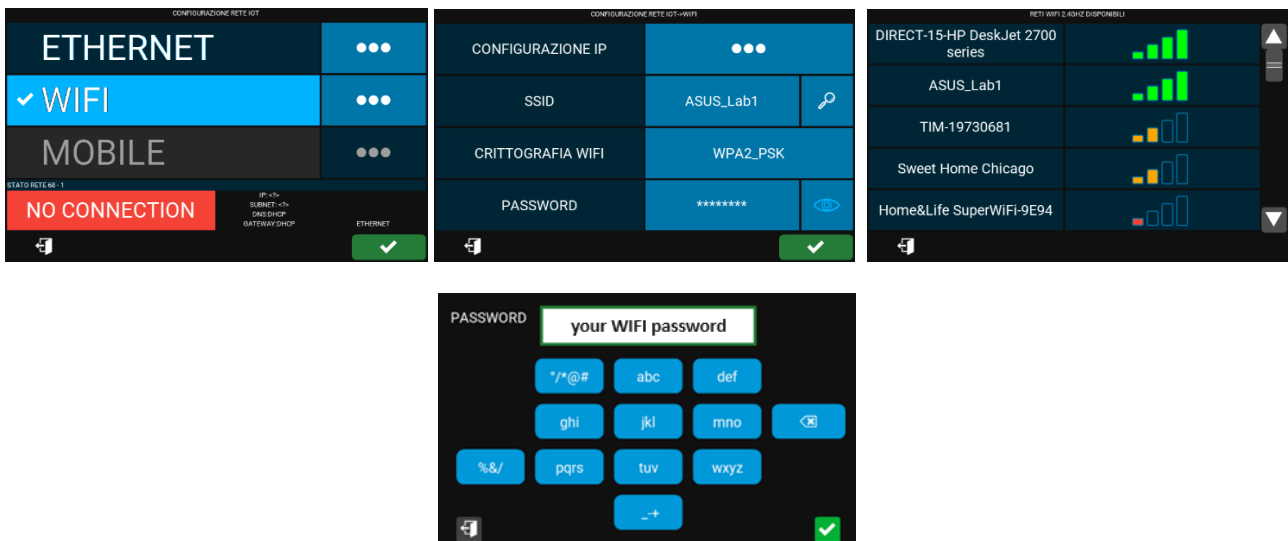 CONFIGURAZIONE RETE IOT
ETHERNET
WIFI
MOBILE
STATO RETE 68 - 1
NO CONNECTION
IP: <?>
SUBNET: <?>
DNS:DHCP
GATEWAY:DHCP
ETHERNET
CONFIGURAZIONE RETE IOT->WIFI
CONFIGURAZIONE IP
SSID
ASUS_Lab1
CRITTOGRAFIA WIFI
WPA2_PSK
PASSWORD
********
RETI WIFI 2.4GHZ DISPONIBILI
DIRECT-15-HP DeskJet 2700
series
ASUS_Lab1
TIM-19730681
Sweet Home Chicago
Home&Life SuperWiFi-9E94
PASSWORD
your WIFI password
°/*@#
abc
def
ghi
jkl
mno
%&/
pqrs
tuv
wxyz
_-+